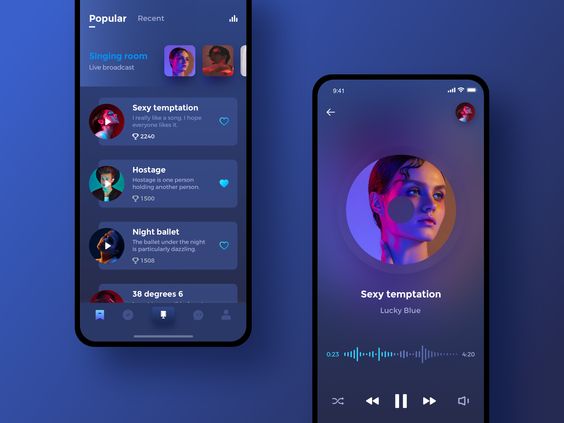 Popular
Recent
Singing room
Live broadcast
Sexy temptation
I really like a song. I hope
everyone likes it.
2240
Hostage
Hostage is one person
holding another person.
1500
Night ballet
The ballet under the night
is particularly dazzling.
1508
38 degrees 6
9:41
Sexy temptation
Lucky Blue
0:23
4:20